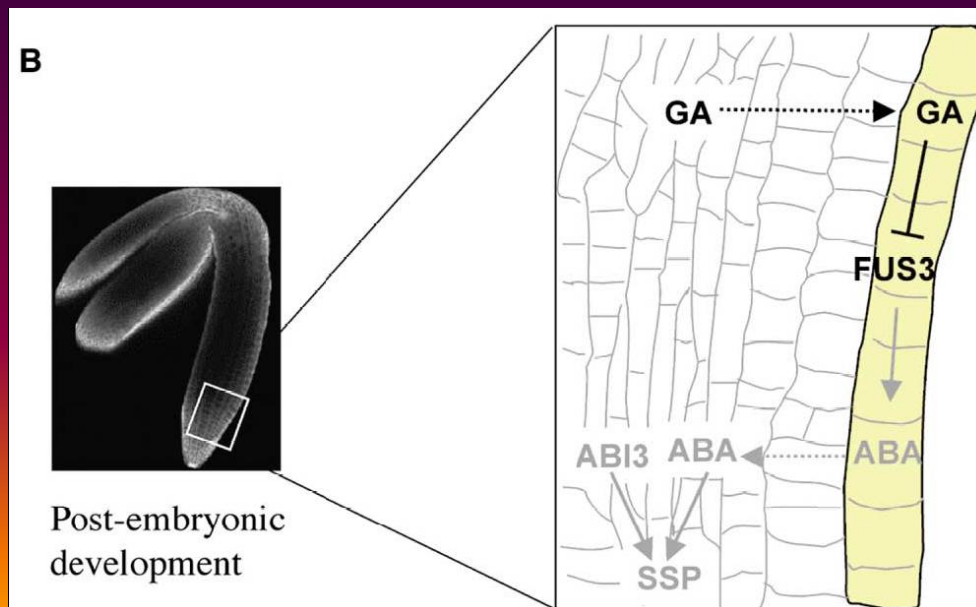 B
GA
GA
FUS3
ABI3
ABA
ABA
SSP
Post-embryonic
development